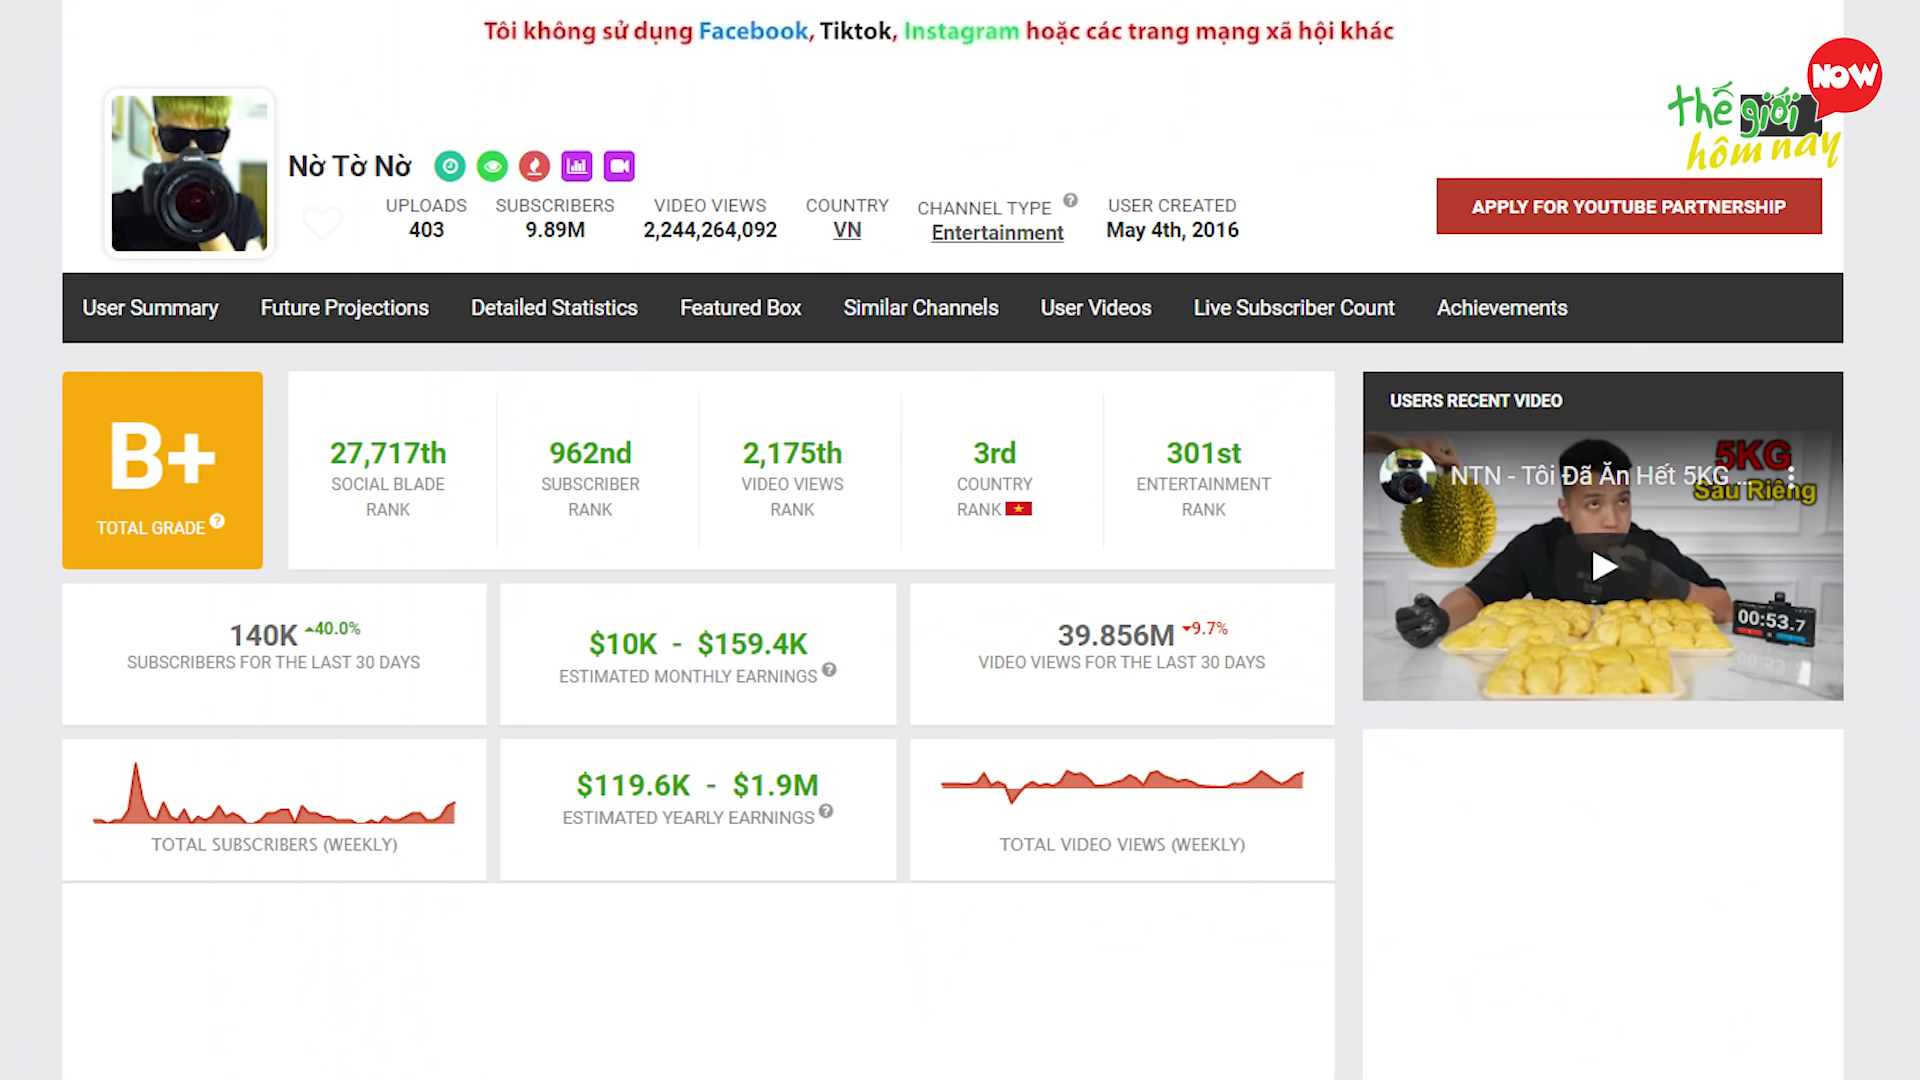 Tôi không sử dụng Facebook, Tiktok, Instagram hoặc các trang mạng xã hội khác
NOW
thế giới
hôm nay
Nờ Tờ Nờ
UPLOADS
403
SUBSCRIBERS
9.89M
VIDEO VIEWS
2,244,264,092
COUNTRY
VN
CHANNEL TYPE ?
Entertainment
USER CREATED
May 4th, 2016
APPLY FOR YOUTUBE PARTNERSHIP
User Summary
Future Projections
Detailed Statistics
Featured Box
Similar Channels
User Videos
Live Subscriber Count
Achievements
B+
TOTAL GRADE ?
27,717th
SOCIAL BLADE
RANK
962nd
SUBSCRIBER
RANK
2,175th
VIDEO VIEWS
RANK
3rd
COUNTRY
RANK
301st
ENTERTAINMENT
RANK
USERS RECENT VIDEO
NTN - Tôi Đã Ăn Hết 5KG ...
5KG
Sầu Riêng
00:53.7
140K 40.0%
SUBSCRIBERS FOR THE LAST 30 DAYS
$10K - $159.4K
ESTIMATED MONTHLY EARNINGS ?
39.856M 9.7%
VIDEO VIEWS FOR THE LAST 30 DAYS
TOTAL SUBSCRIBERS (WEEKLY)
$119.6K - $1.9M
ESTIMATED YEARLY EARNINGS ?
TOTAL VIDEO VIEWS (WEEKLY)